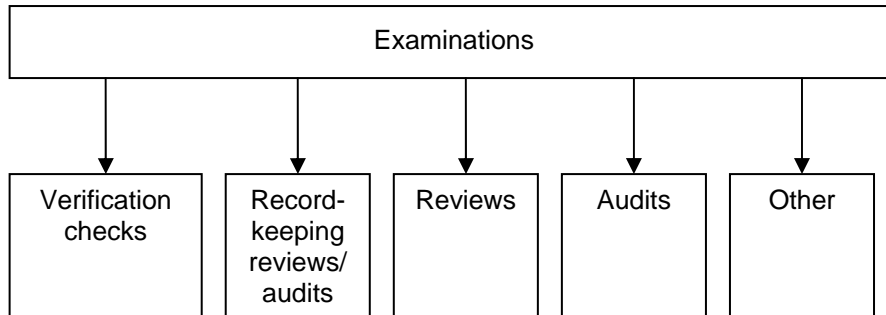 Examinations
Verification
checks
Record-
keeping
reviews/
audits
Reviews
Audits
Other